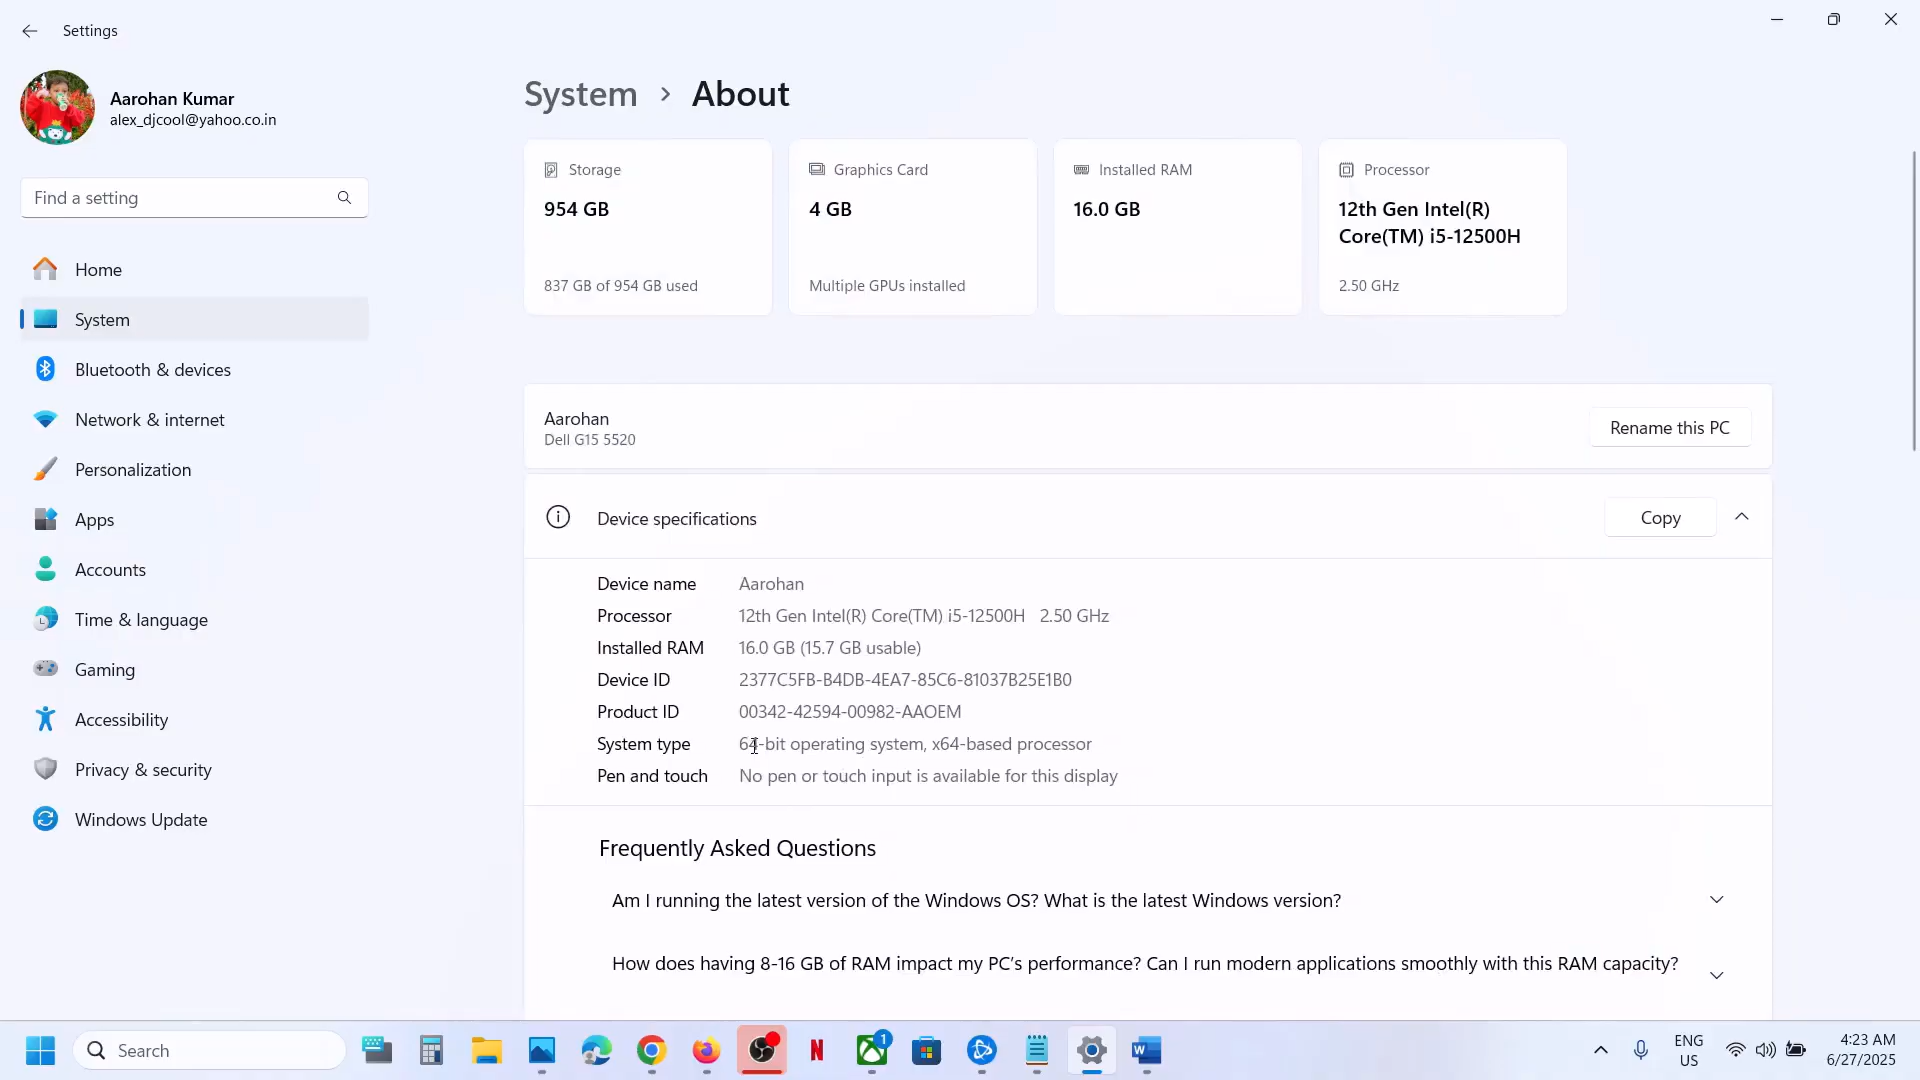 Settings
Aarohan Kumar
alex_djcool@yahoo.co.in
Find a setting
Home
System
Bluetooth & devices
Network & internet
Personalization
Apps
Accounts
Time & language
Gaming
Accessibility
Privacy & security
Windows Update
System > About
Storage
954 GB
837 GB of 954 GB used
Graphics Card
4 GB
Multiple GPUs installed
Installed RAM
16.0 GB
Processor
12th Gen Intel(R)
Core(TM) i5-12500H
2.50 GHz
Aarohan
Dell G15 5520
Rename this PC
Device specifications
Copy
Device name Aarohan
Processor 12th Gen Intel(R) Core(TM) i5-12500H 2.50 GHz
Installed RAM 16.0 GB (15.7 GB usable)
Device ID 2377C5FB-B4DB-4EA7-85C6-81037B25E1B0
Product ID 00342-42594-00982-AAOEM
System type 64-bit operating system, x64-based processor
Pen and touch No pen or touch input is available for this display
Frequently Asked Questions
Am I running the latest version of the Windows OS? What is the latest Windows version?
How does having 8-16 GB of RAM impact my PC's performance? Can I run modern applications smoothly with this RAM capacity?
Search
N
1
W
ENG
US
4:23 AM
6/27/2025